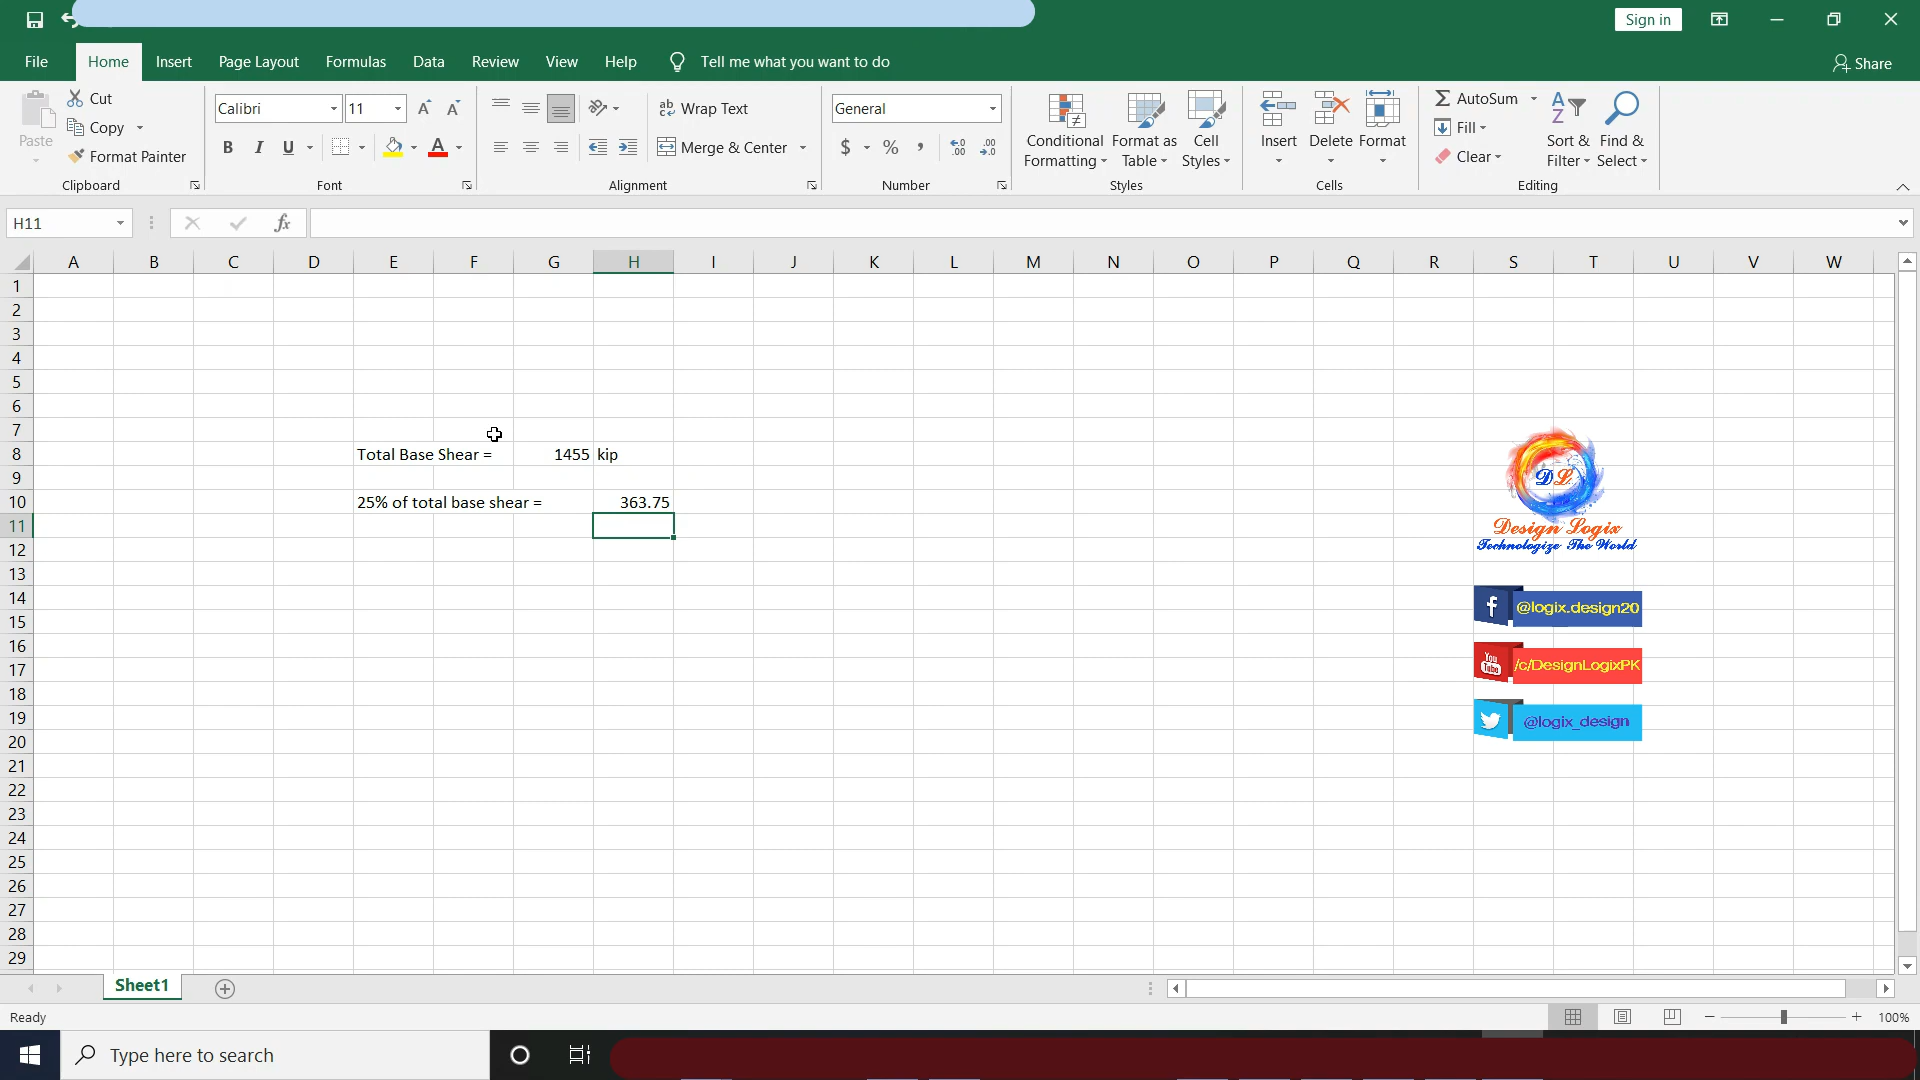 Sign in
File Home Insert Page Layout Formulas Data Review View Help Tell me what you want to do Share
Paste Cut Copy Format Painter Clipboard
Calibri 11 B I U A Font
ab Wrap Text Merge & Center Alignment
General $ % , .00 .00 Number
Conditional Formatting Format as Table Cell Styles Styles
Insert Delete Format Cells
AutoSum Fill Clear Sort & Filter Find & Select Editing
H11 fx
A B C D E F G H I J K L M N O P Q R S T U V W
1
2
3
4
5
6
7
8 Total Base Shear = 1455 kip
9
10 25% of total base shear = 363.75
11
12
13
14
15
16
17
18
19
20
21
22
23
24
25
26
27
28
29
DL
Design Logix
Technologize The World
f @logix.design20
You Tube /c/DesignLogixPK
@logix_design
Sheet1
Ready 100%
Type here to search